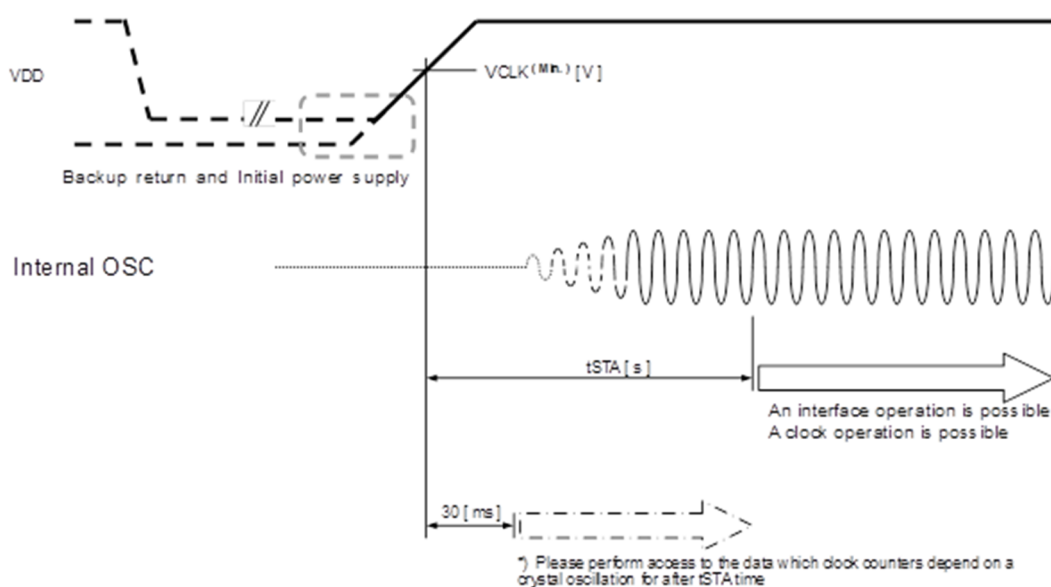 VDD
VCLK(Min.) [V]
Backup return and Initial power supply
Internal OSC
tSTA [s]
An interface operation is possible
A clock operation is possible
30 [ms]
*) Please perform access to the data which clock counters depend on a
crystal oscillation for after tSTA time